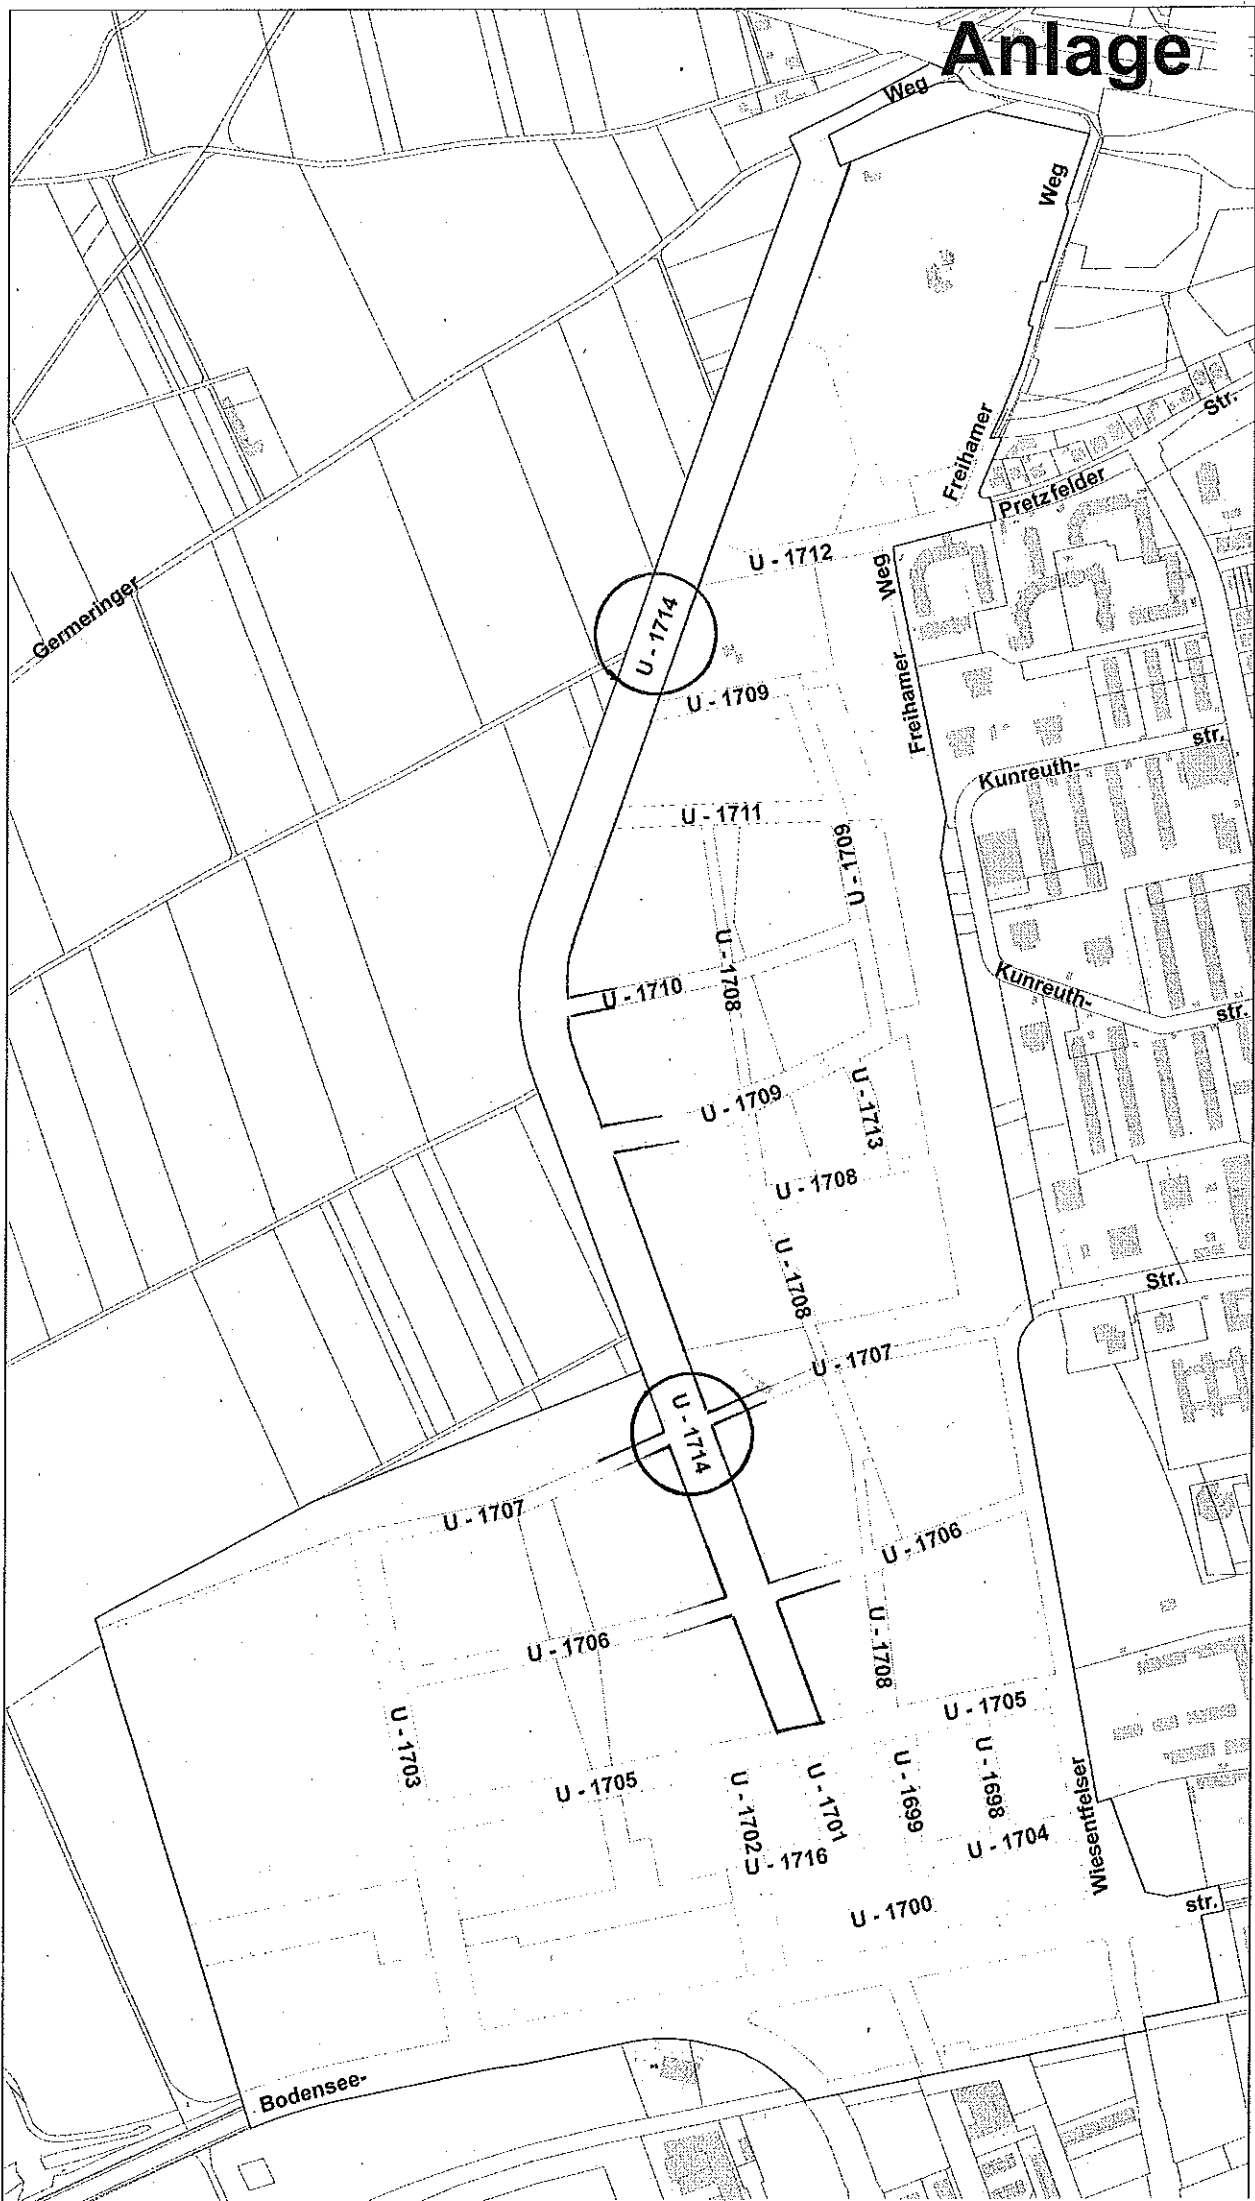 Anlage
Weg
Weg
Str.
Freihamer
Pretzfelder
U - 1712
Weg
Germeringer
U - 1714
U - 1709
Freihamer
str.
Kunreuth-
U - 1711
U - 1709
U - 1708
Kunreuth-
U - 1710
str.
U - 1709
U - 1713
U - 1708
U - 1708
Str.
U - 1707
U - 1714
U - 1707
U - 1706
U - 1706
U - 1708
U - 1705
U - 1703
U - 1705
U - 1702
U - 1701
U - 1699
U - 1698
Wiesentfelser
U - 1704
U - 1716
U - 1700
str.
Bodensee-